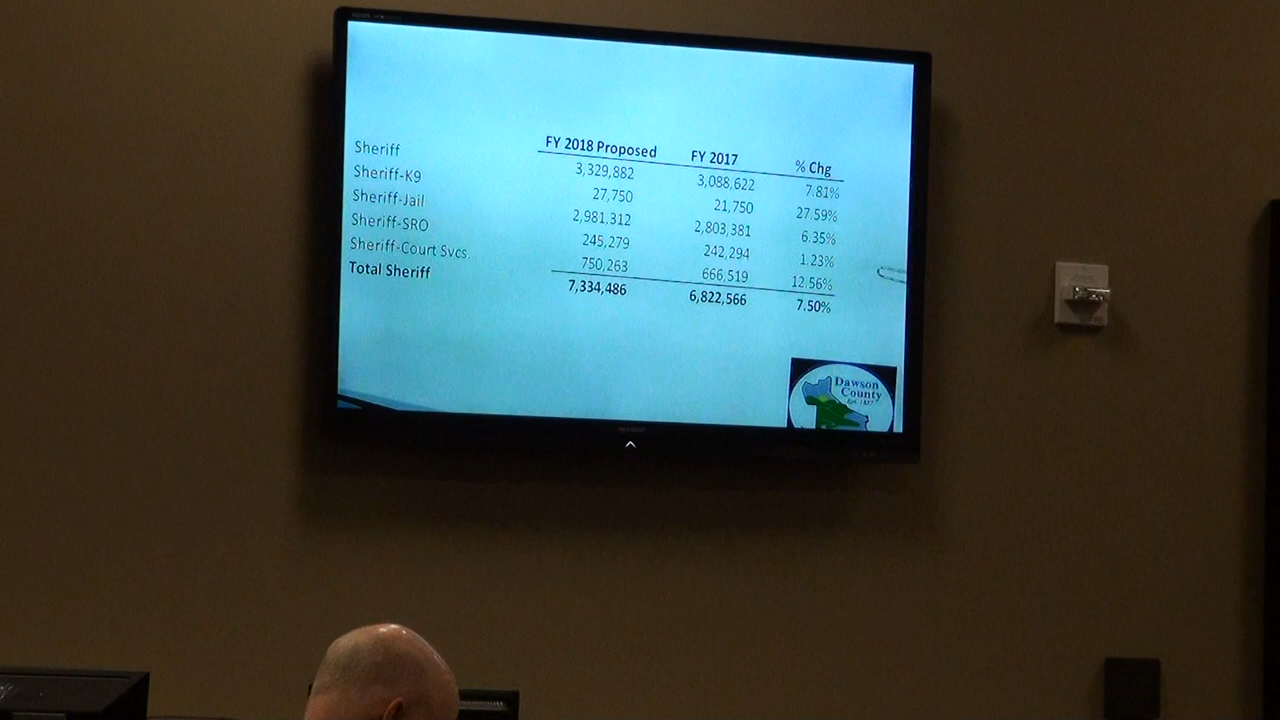 FY 2018 Proposed FY 2017 % Chg
Sheriff 3,329,882 3,088,622 7.81%
Sheriff-K9 27,750 21,750 27.59%
Sheriff-Jail 2,981,312 2,803,381 6.35%
Sheriff-SRO 245,279 242,294 1.23%
Sheriff-Court Svcs. 750,263 666,519 12.56%
Total Sheriff 7,334,486 6,822,566 7.50%
Dawson
County